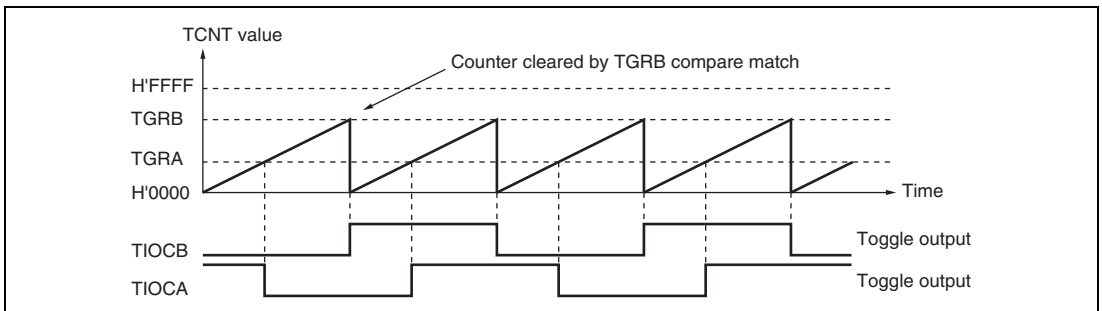 TCNT value
Counter cleared by TGRB compare match
H'FFFF
TGRB
TGRA
H'0000
Time
TIOCB
Toggle output
TIOCA
Toggle output